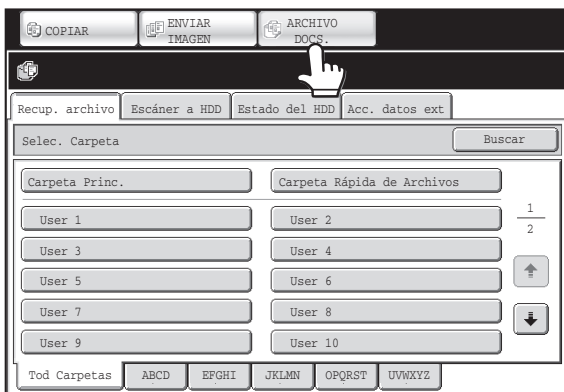 COPIAR
ENVIAR
IMAGEN
ARCHIVO
DOCS.
Recup. archivo
Escáner a HDD
Estado del HDD
Acc. datos ext
Selec. Carpeta
Buscar
Carpeta Princ.
Carpeta Rápida de Archivos
User 1
User 2
User 3
User 4
User 5
User 6
User 7
User 8
User 9
User 10
1
2
Tod Carpetas
ABCD
EFGHI
JKLMN
OPQRST
UVWXYZ